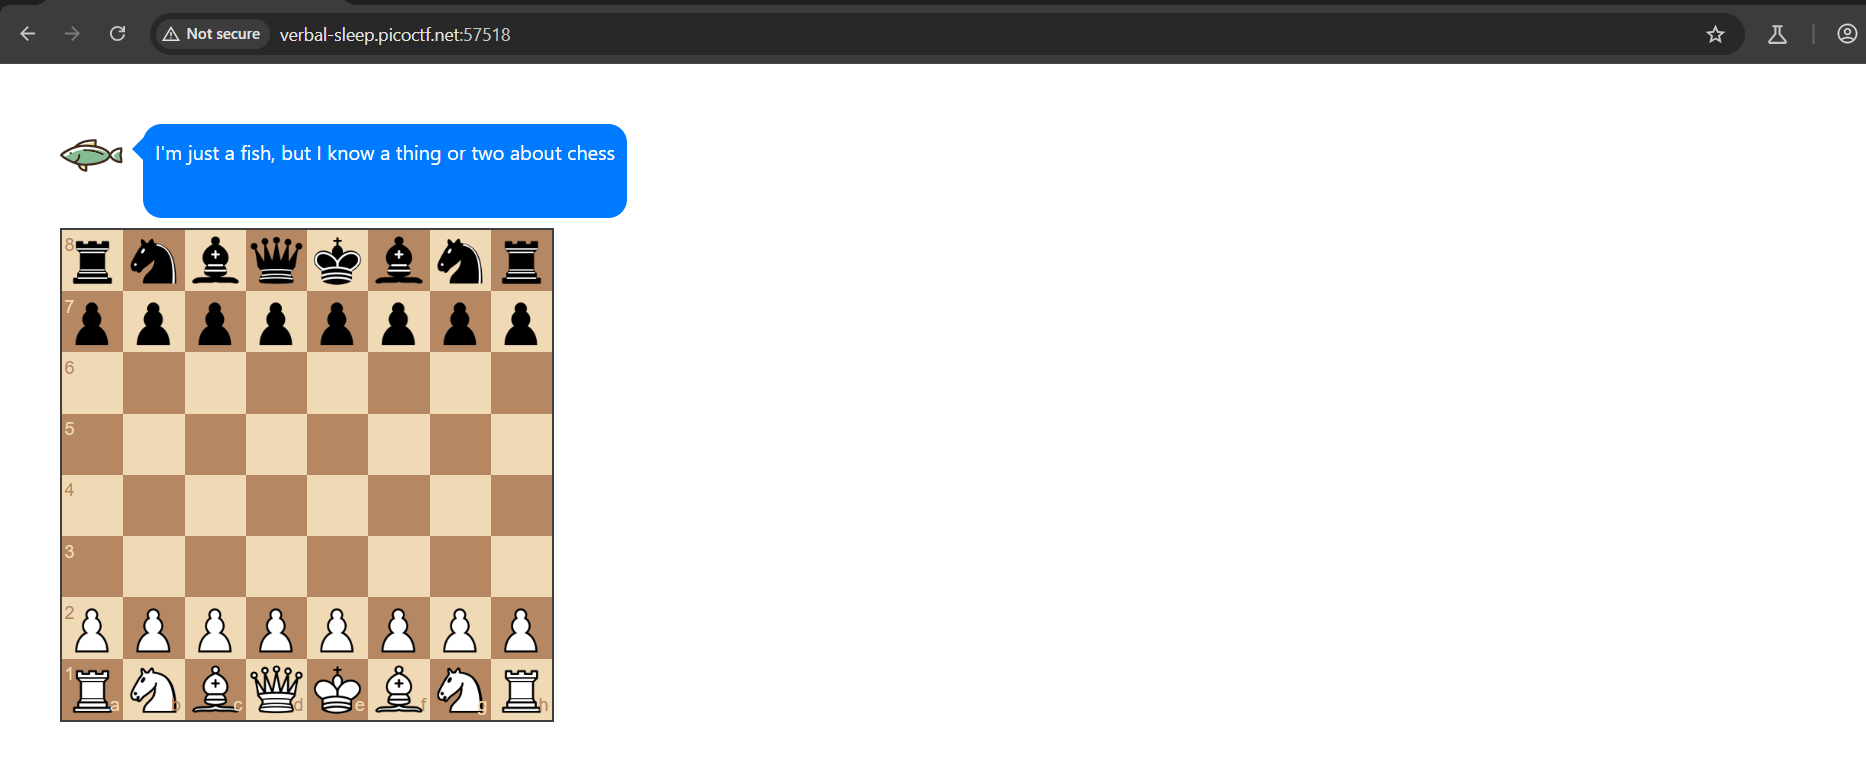 Not secure
verbal-sleep.picoctf.net:57518
I'm just a fish, but I know a thing or two about chess
8
7
6
5
4
3
2
1
a b c d e f g h